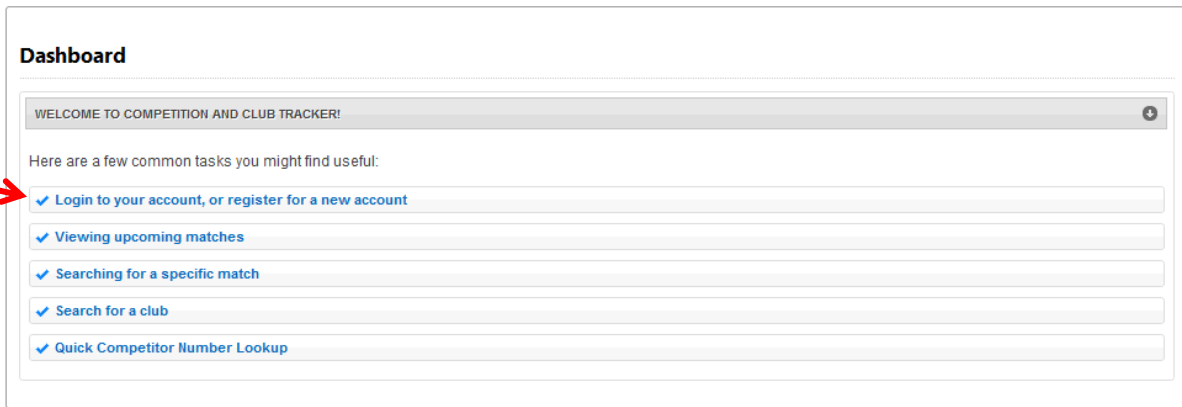 Dashboard
WELCOME TO COMPETITION AND CLUB TRACKER!
Here are a few common tasks you might find useful:
Login to your account, or register for a new account
Viewing upcoming matches
Searching for a specific match
Search for a club
Quick Competitor Number Lookup